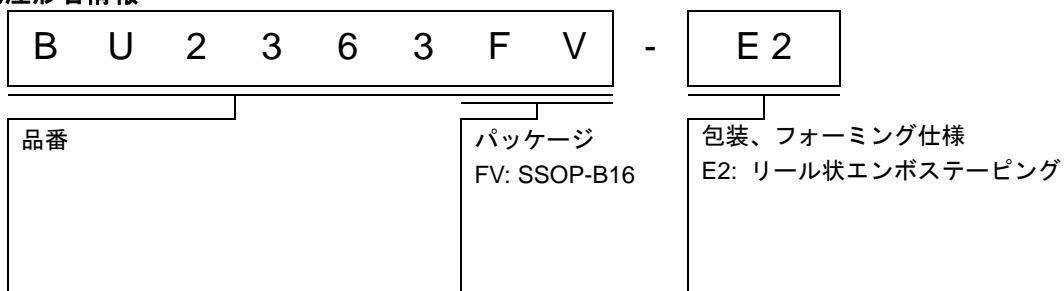 B U 2 3 6 3 F V - E 2
品番
パッケージ
FV: SSOP-B16
包装、フォーミング仕様
E2: リール状エンボステーピング